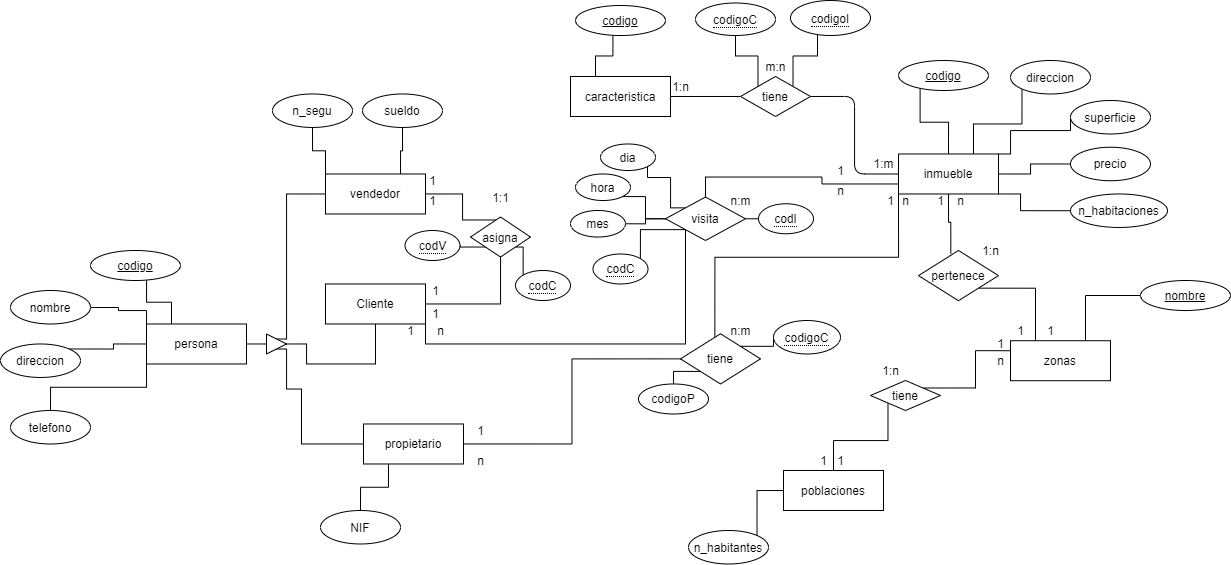 codigo
codigoC
codigoI
m:n
caracteristica
1:n
tiene
1:m
codigo
direccion
superficie
precio
n_habitaciones
inmueble
n_segu
sueldo
vendedor
1
1
1:1
asigna
codV
codC
dia
hora
mes
visita
n:m
codI
codC
1
n
1
n
1
n
Cliente
1
1
1
n
codigo
nombre
direccion
telefono
persona
pertenece
1:n
nombre
1
1
zonas
1
n
n:m
tiene
codigoC
codigoP
1:n
tiene
propietario
1
n
NIF
1
1
poblaciones
n_habitantes